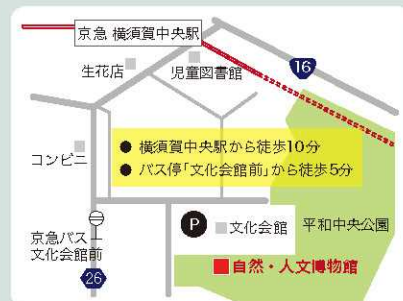 京急 横須賀中央駅
生花店
児童図書館
16
● 横須賀中央駅から徒歩10分
● バス停「文化会館前」から徒歩5分
コンビニ
P
文化会館
平和中央公園
京急バス
文化会館前
自然・人文博物館
26